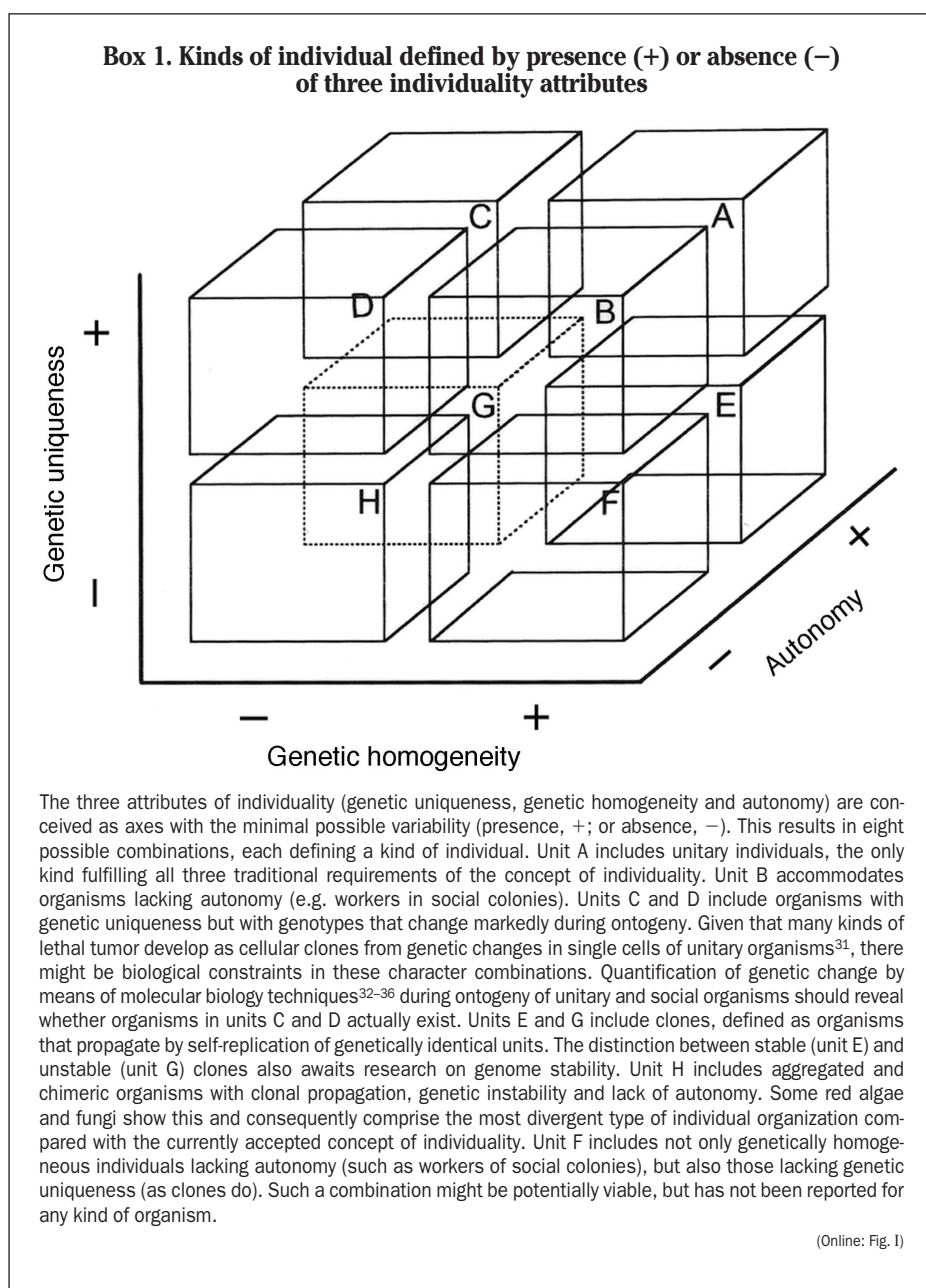 Box 1. Kinds of individual defined by presence (+) or absence (−)
of three individuality attributes
C
A
D
B
+
G
E
H
F
Genetic uniqueness
−
+
−
Autonomy
−
+
Genetic homogeneity
The three attributes of individuality (genetic uniqueness, genetic homogeneity and autonomy) are con-
ceived as axes with the minimal possible variability (presence, +; or absence, −). This results in eight
possible combinations, each defining a kind of individual. Unit A includes unitary individuals, the only
kind fulfilling all three traditional requirements of the concept of individuality. Unit B accommodates
organisms lacking autonomy (e.g. workers in social colonies). Units C and D include organisms with
genetic uniqueness but with genotypes that change markedly during ontogeny. Given that many kinds of
lethal tumor develop as cellular clones from genetic changes in single cells of unitary organisms³¹, there
might be biological constraints in these character combinations. Quantification of genetic change by
means of molecular biology techniques³²⁻³⁶ during ontogeny of unitary and social organisms should reveal
whether organisms in units C and D actually exist. Units E and G include clones, defined as organisms
that propagate by self-replication of genetically identical units. The distinction between stable (unit E) and
unstable (unit G) clones also awaits research on genome stability. Unit H includes aggregated and
chimeric organisms with clonal propagation, genetic instability and lack of autonomy. Some red algae
and fungi show this and consequently comprise the most divergent type of individual organization com-
pared with the currently accepted concept of individuality. Unit F includes not only genetically homoge-
neous individuals lacking autonomy (such as workers of social colonies), but also those lacking genetic
uniqueness (as clones do). Such a combination might be potentially viable, but has not been reported for
any kind of organism.
(Online: Fig. I)